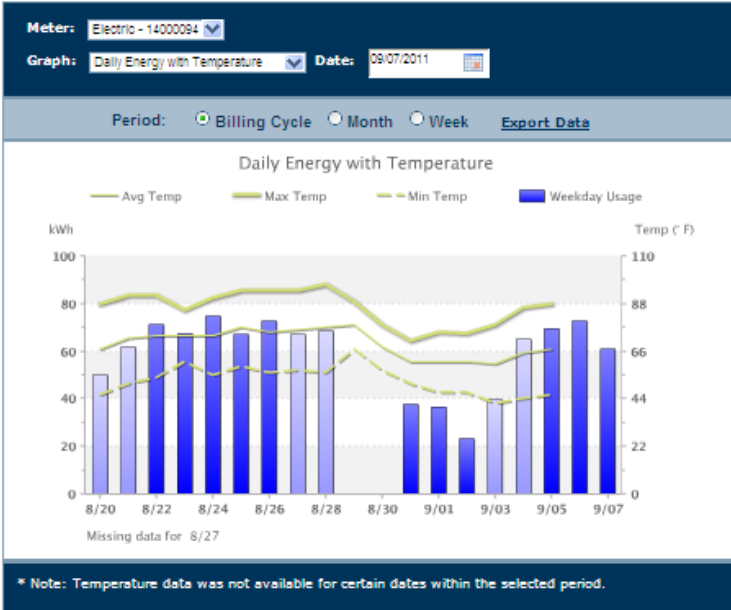 Meter: Electric - 14000094
Graph: Daily Energy with Temperature Date: 09/07/2011
Period: Billing Cycle Month Week Export Data
Daily Energy with Temperature
Avg Temp Max Temp Min Temp Weekday Usage
kWh Temp (° F)
100 110
80 88
60 66
40 44
20 22
0 0
8/20 8/22 8/24 8/26 8/28 8/30 9/01 9/03 9/05 9/07
Missing data for 8/27
* Note: Temperature data was not available for certain dates within the selected period.